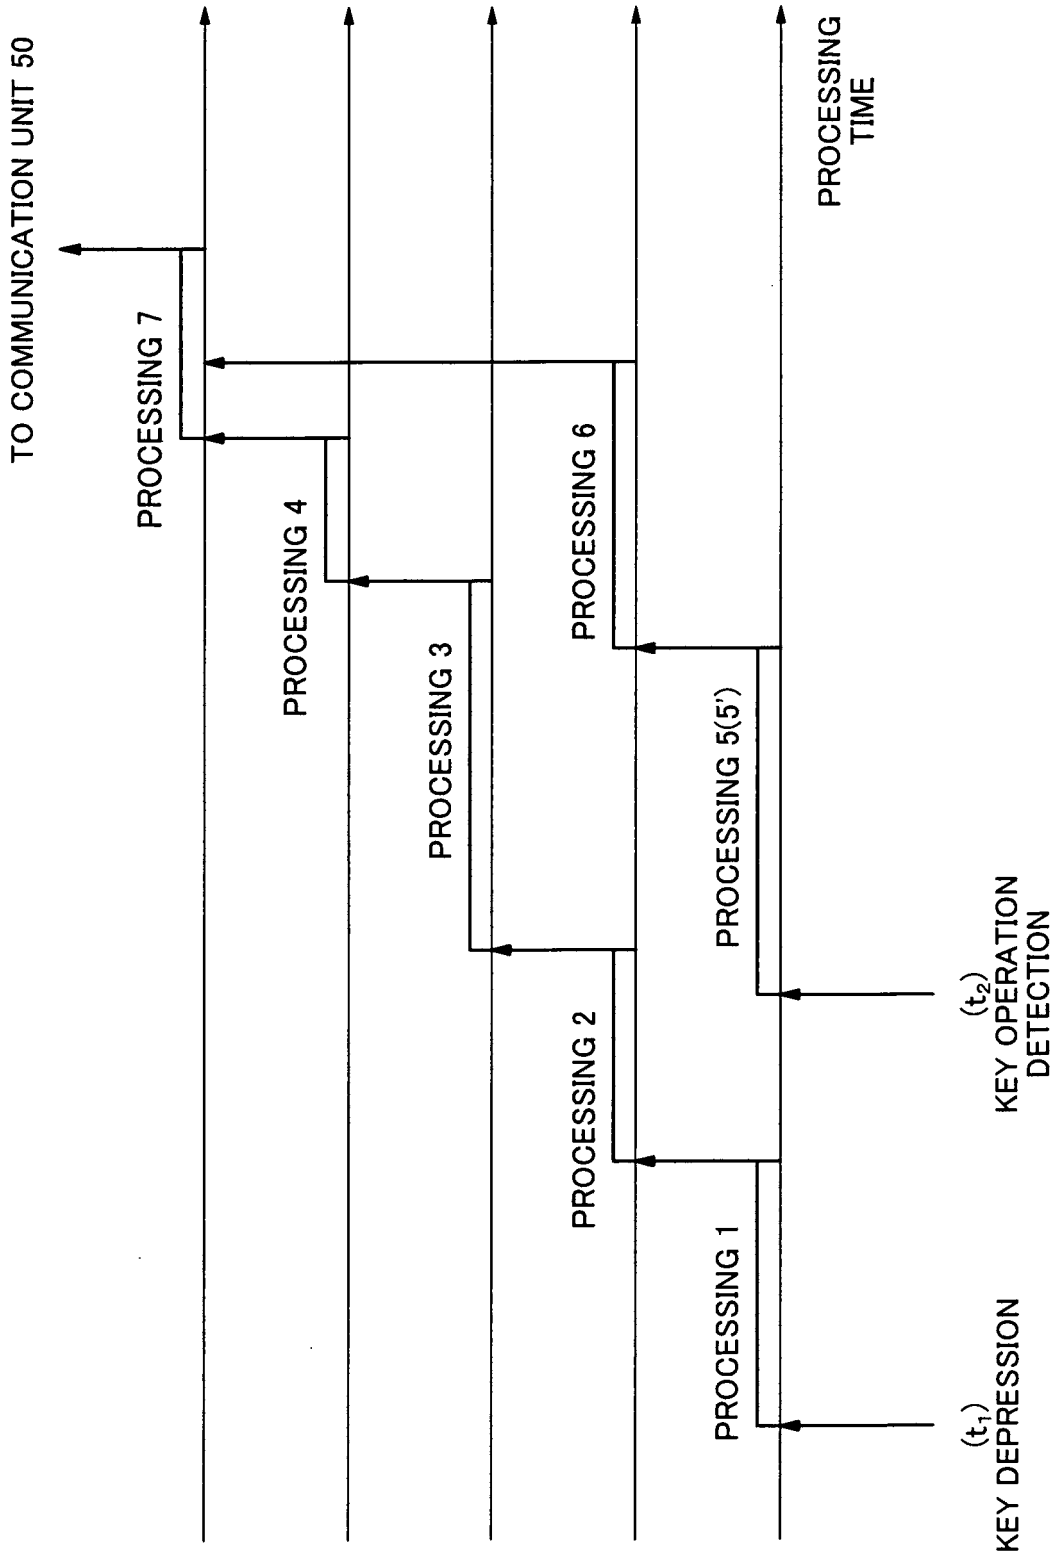 TO COMMUNICATION UNIT 50
PROCESSING 7
PROCESSING 4
PROCESSING 3
PROCESSING 6
PROCESSING 2
PROCESSING 5(5')
PROCESSING 1
PROCESSING
TIME
(t₂)
KEY OPERATION
DETECTION
(t₁)
KEY DEPRESSION